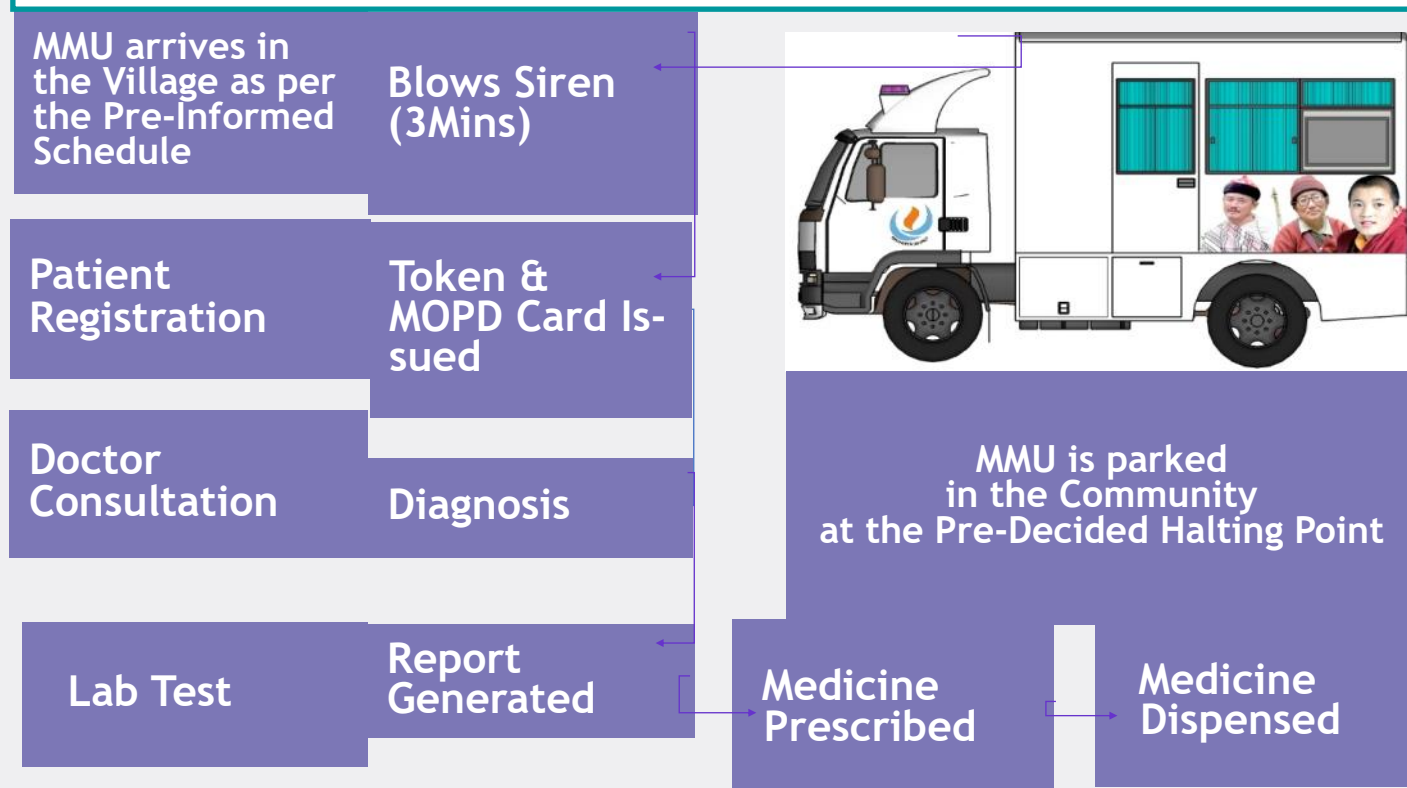 MMU arrives in
the Village as per
the Pre-Informed
Schedule
Blows Siren
(3Mins)
Patient
Registration
Token &
MOPD Card Is-
sued
Doctor
Consultation
Diagnosis
MMU is parked
in the Community
at the Pre-Decided Halting Point
Lab Test
Report
Generated
Medicine
Prescribed
Medicine
Dispensed